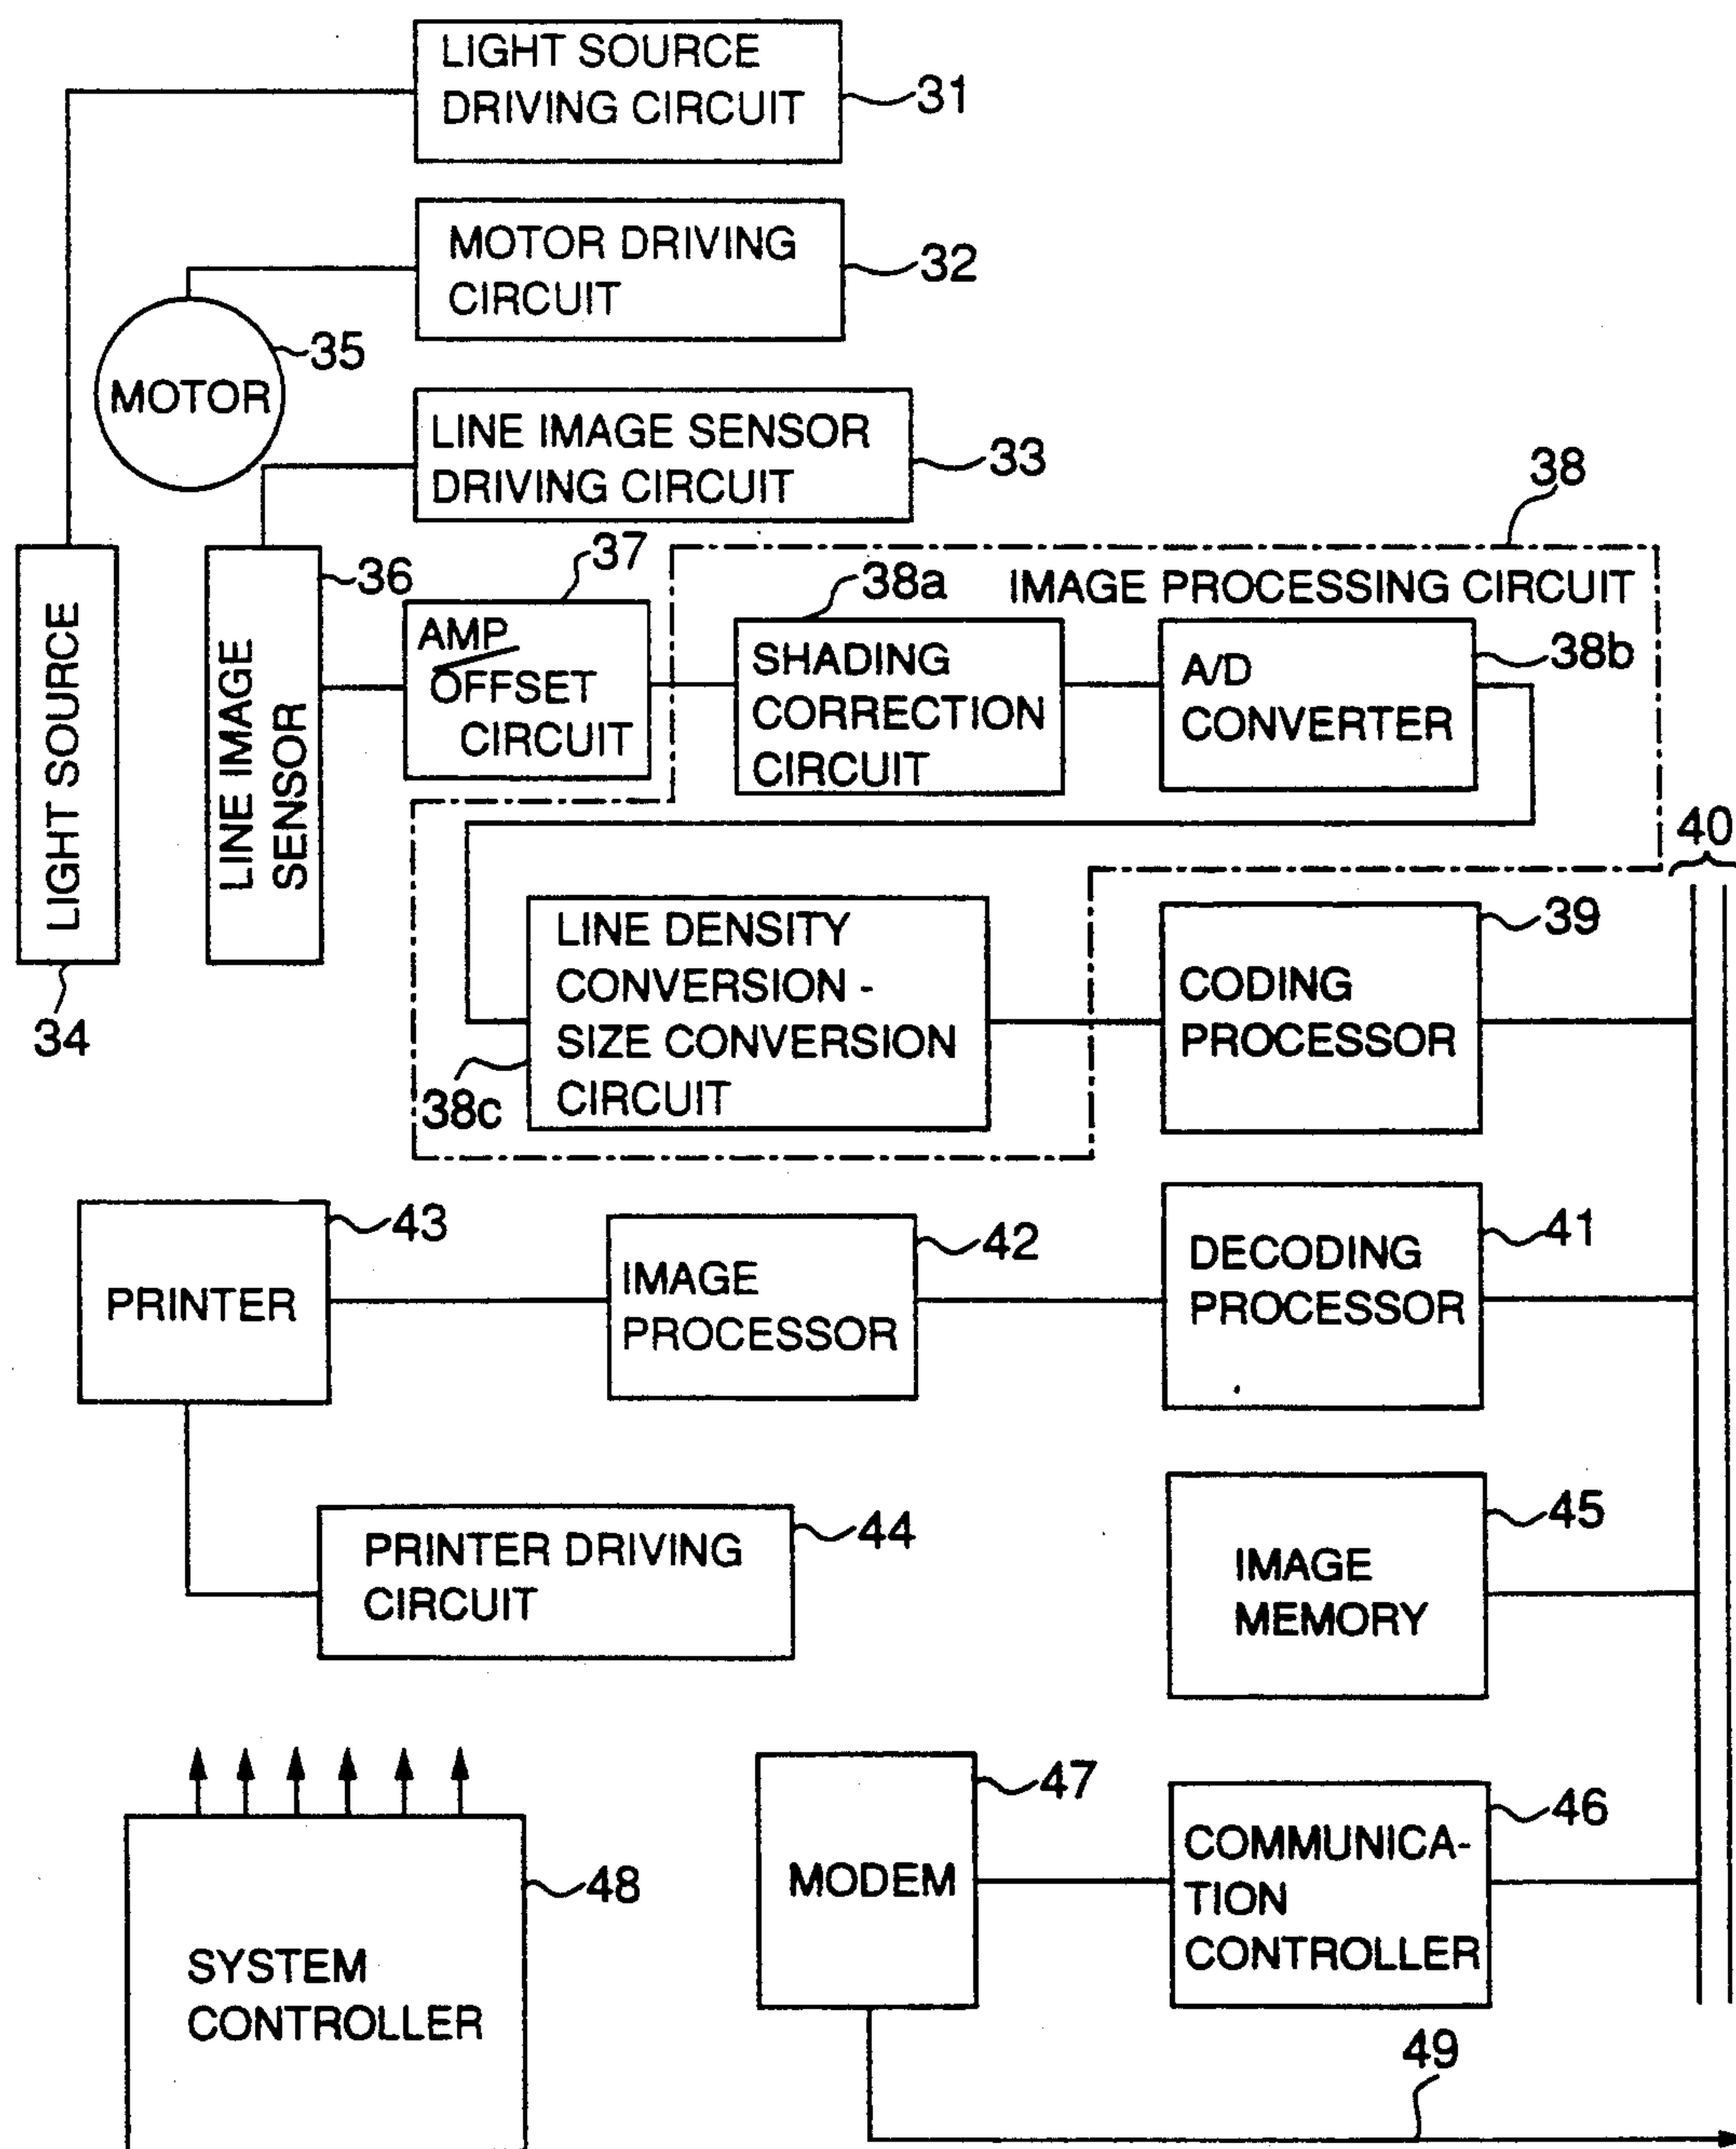 LIGHT SOURCE
DRIVING CIRCUIT
31
MOTOR DRIVING
CIRCUIT
32
35
MOTOR
LINE IMAGE SENSOR
DRIVING CIRCUIT
33
38
LIGHT SOURCE
34
LINE IMAGE
SENSOR
36
37
AMP
OFFSET
CIRCUIT
IMAGE PROCESSING CIRCUIT
38a
SHADING
CORRECTION
CIRCUIT
A/D
CONVERTER
38b
40
LINE DENSITY
CONVERSION -
SIZE CONVERSION
CIRCUIT
38c
39
CODING
PROCESSOR
43
PRINTER
42
IMAGE
PROCESSOR
41
DECODING
PROCESSOR
44
PRINTER DRIVING
CIRCUIT
45
IMAGE
MEMORY
47
MODEM
46
COMMUNICA-
TION
CONTROLLER
48
SYSTEM
CONTROLLER
49